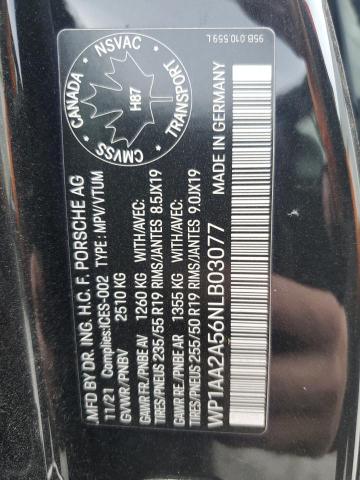 MFD BY DR. ING. H.C. F. PORSCHE AG
11/21 Complies:ICES-002 TYPE: MPV/VTUM
GVWR/PNBV 2510 KG
GAWR FR./PNBE AV 1260 KG WITH/AVEC:
TIRES/PNEUS 235/55 R19 RIMS/JANTES 8.5JX19
GAWR RE/PNBE AR 1355 KG WITH/AVEC:
TIRES/PNEUS 255/50 R19 RIMS/JANTES 9.0JX19
WP1AA2A56NLB03077 MADE IN GERMANY
CANADA NSVAC TRANSPORT CMVSS
H87
95B.010.559 L